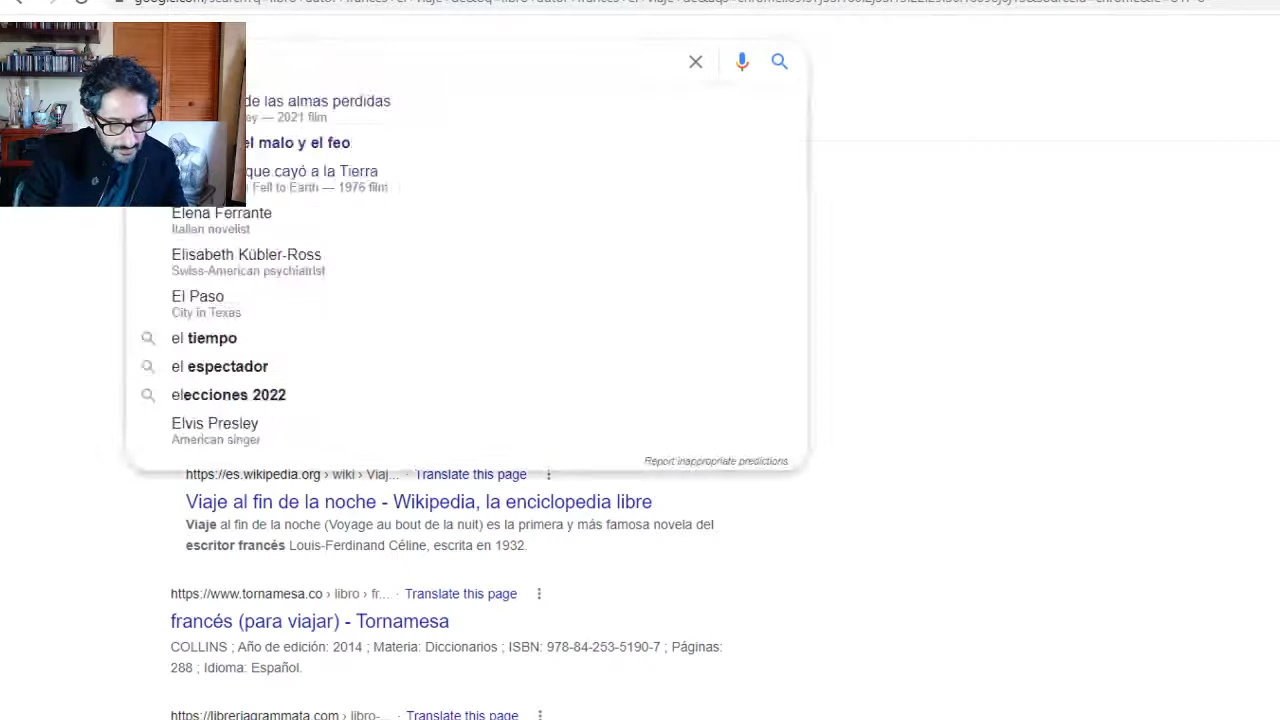 de las almas perdidas
ey — 2021 film
el malo y el feo
que cayó a la Tierra
Fell to Earth — 1976 film
Elena Ferrante
Italian novelist
Elisabeth Kübler-Ross
Swiss-American psychiatrist
El Paso
City in Texas
el tiempo
el espectador
elecciones 2022
Elvis Presley
American singer
Report inappropriate predictions
https://es.wikipedia.org › wiki › Viaj... · Translate this page
Viaje al fin de la noche - Wikipedia, la enciclopedia libre
Viaje al fin de la noche (Voyage au bout de la nuit) es la primera y más famosa novela del
escritor francés Louis-Ferdinand Céline, escrita en 1932.
https://www.tornamesa.co › libro › fr... · Translate this page
francés (para viajar) - Tornamesa
COLLINS ; Año de edición: 2014 ; Materia: Diccionarios ; ISBN: 978-84-253-5190-7 ; Páginas:
288 ; Idioma: Español.
https://libreriagrammata.com › libro-... · Translate this page